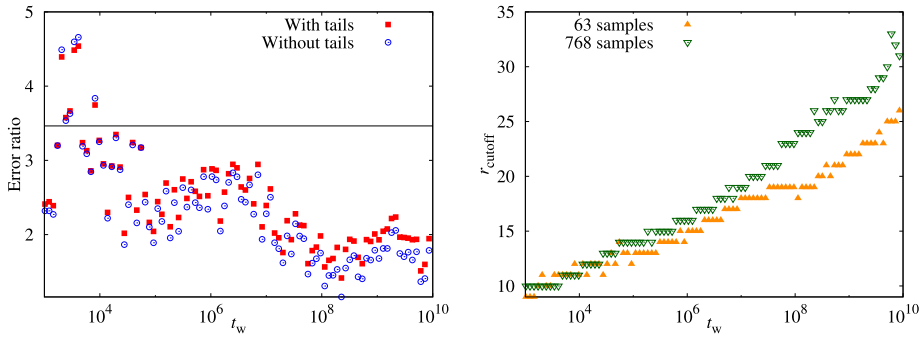 With tails
Without tails
Error ratio
5
4
3
2
10^4
10^6
10^8
10^10
t_w
63 samples
768 samples
r_cutoff
35
30
25
20
15
10
10^4
10^6
10^8
10^10
t_w